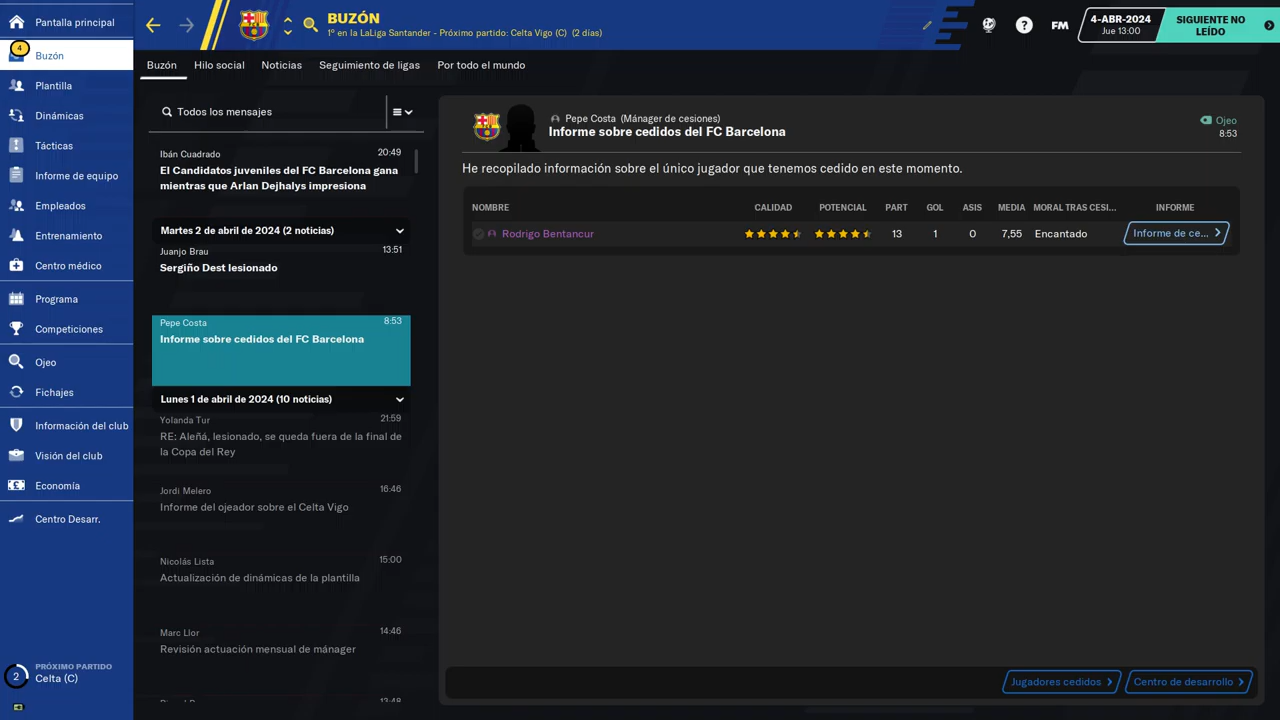 Pantalla principal
4
Buzón
Plantilla
Dinámicas
Tácticas
Informe de equipo
Empleados
Entrenamiento
Centro médico
Programa
Competiciones
Ojeo
Fichajes
Información del club
Visión del club
Economía
Centro Desarr.
2
PRÓXIMO PARTIDO
Celta (C)
BUZÓN
1º en la LaLiga Santander - Próximo partido: Celta Vigo (C) (2 días)
?
FM
4-ABR-2024
Jue 13:00
SIGUIENTE NO LEÍDO
Buzón Hilo social Noticias Seguimiento de ligas Por todo el mundo
Todos los mensajes
Ibán Cuadrado 20:49
El Candidatos juveniles del FC Barcelona gana
mientras que Arlan Dejhalys impresiona
Martes 2 de abril de 2024 (2 noticias)
Juanjo Brau 13:51
Sergiño Dest lesionado
Pepe Costa 8:53
Informe sobre cedidos del FC Barcelona
Lunes 1 de abril de 2024 (10 noticias)
Yolanda Tur 21:59
RE: Aleñá, lesionado, se queda fuera de la final de
la Copa del Rey
Jordi Melero 16:46
Informe del ojeador sobre el Celta Vigo
Nicolás Lista 15:00
Actualización de dinámicas de la plantilla
Marc Llor 14:46
Revisión actuación mensual de mánager
Pepe Costa (Mánager de cesiones)
Informe sobre cedidos del FC Barcelona
Ojeo
8:53
He recopilado información sobre el único jugador que tenemos cedido en este momento.
NOMBRE CALIDAD POTENCIAL PART GOL ASIS MEDIA MORAL TRAS CESI... INFORME
Rodrigo Bentancur 13 1 0 7,55 Encantado Informe de ce...
Jugadores cedidos Centro de desarrollo